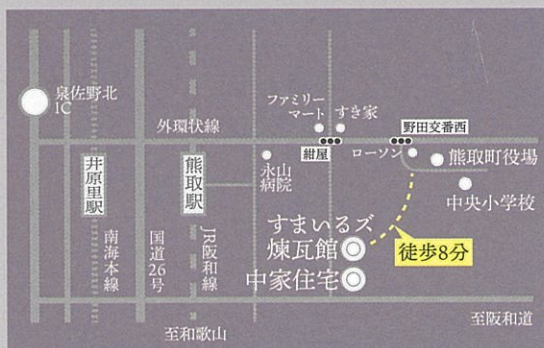 泉佐野北
IC
外環状線
ファミリー
マート
すき家
紺屋
野田交番西
ローソン
熊取町役場
中央小学校
永山
病院
井原里駅
熊取駅
南海本線
国道26号
JR阪和線
すまいるズ
煉瓦館
中家住宅
徒歩8分
至和歌山
至阪和道